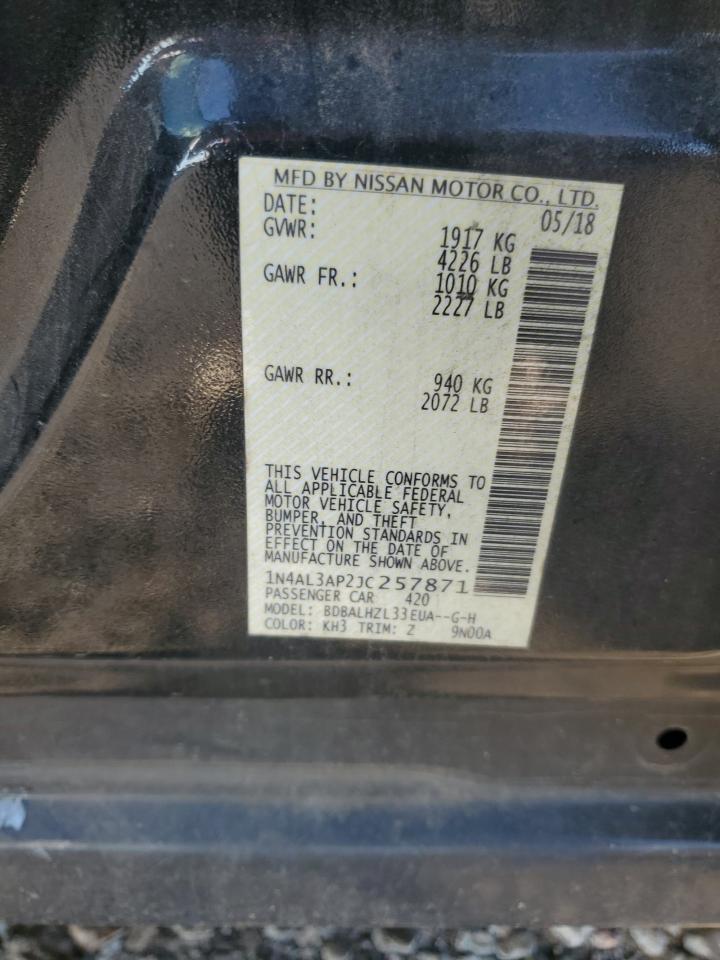 MFD BY NISSAN MOTOR CO., LTD.
DATE: 05/18
GVWR: 1917 KG
4226 LB
GAWR FR.: 1010 KG
2227 LB
GAWR RR.: 940 KG
2072 LB
THIS VEHICLE CONFORMS TO
ALL APPLICABLE FEDERAL
MOTOR VEHICLE SAFETY,
BUMPER, AND THEFT
PREVENTION STANDARDS IN
EFFECT ON THE DATE OF
MANUFACTURE SHOWN ABOVE.
1N4AL3AP2JC257871
PASSENGER CAR 420
MODEL: BDBALHZL33EUA--G-H
COLOR: KH3 TRIM: Z 9N00A